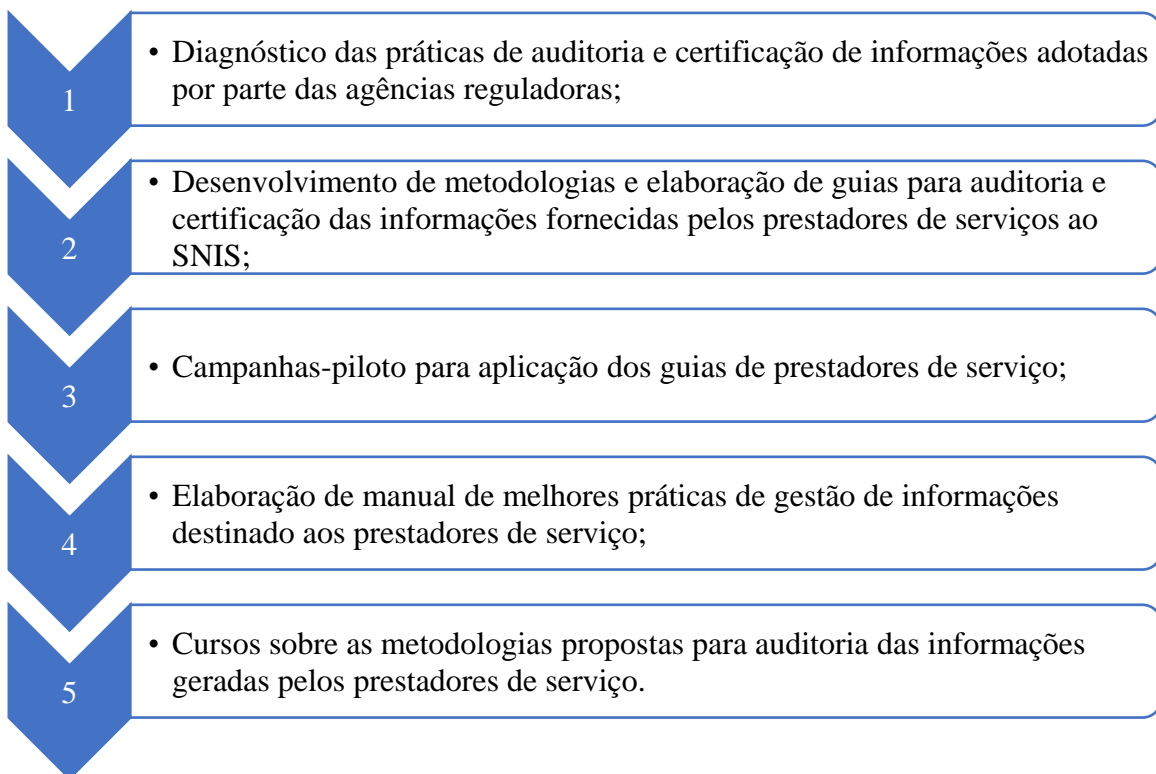 1
• Diagnóstico das práticas de auditoria e certificação de informações adotadas
por parte das agências reguladoras;
2
• Desenvolvimento de metodologias e elaboração de guias para auditoria e
certificação das informações fornecidas pelos prestadores de serviços ao
SNIS;
3
• Campanhas-piloto para aplicação dos guias de prestadores de serviço;
4
• Elaboração de manual de melhores práticas de gestão de informações
destinado aos prestadores de serviço;
5
• Cursos sobre as metodologias propostas para auditoria das informações
geradas pelos prestadores de serviço.